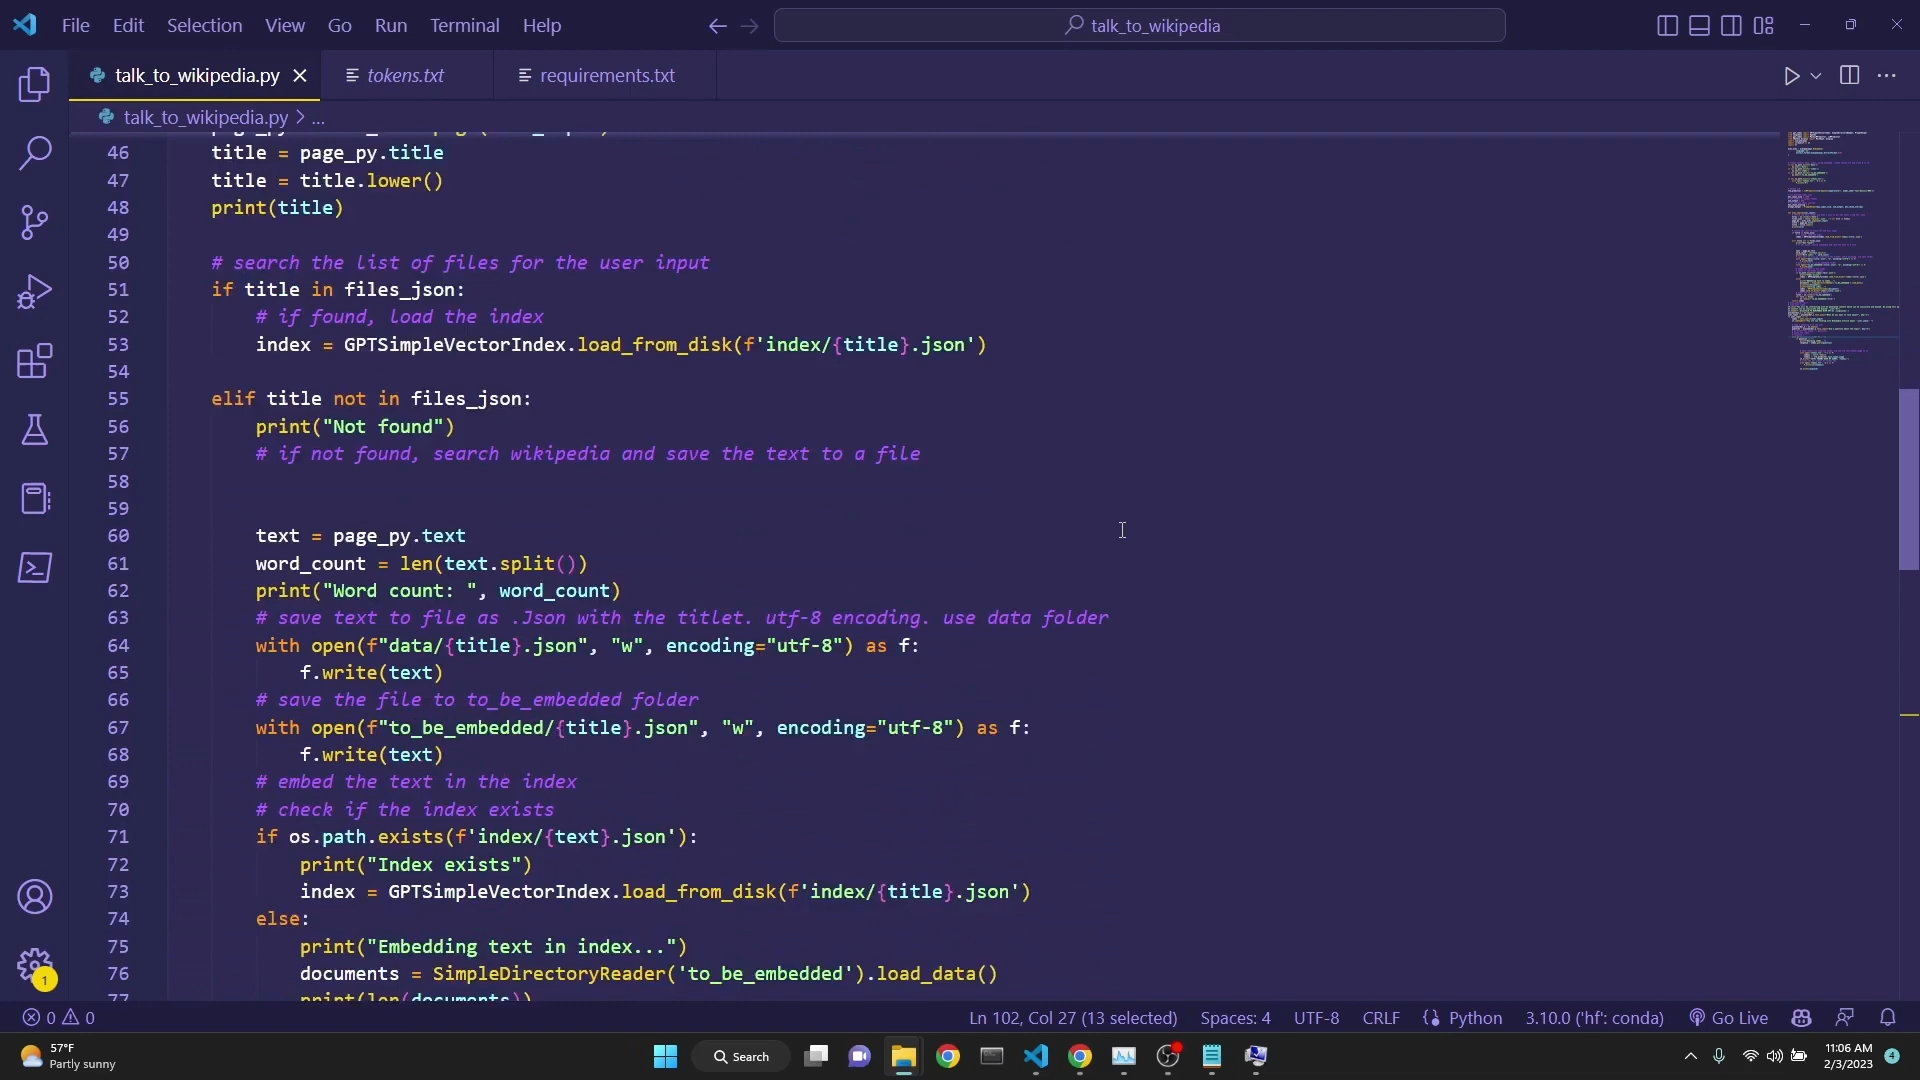 File Edit Selection View Go Run Terminal Help
talk_to_wikipedia
talk_to_wikipedia.py
tokens.txt
requirements.txt
talk_to_wikipedia.py > ...
46 title = page_py.title
47 title = title.lower()
48 print(title)
49
50 # search the list of files for the user input
51 if title in files_json:
52 # if found, load the index
53 index = GPTSimpleVectorIndex.load_from_disk(f'index/{title}.json')
54
55 elif title not in files_json:
56 print("Not found")
57 # if not found, search wikipedia and save the text to a file
58
59
60 text = page_py.text
61 word_count = len(text.split())
62 print("Word count: ", word_count)
63 # save text to file as .Json with the titlet. utf-8 encoding. use data folder
64 with open(f"data/{title}.json", "w", encoding="utf-8") as f:
65 f.write(text)
66 # save the file to to_be_embedded folder
67 with open(f"to_be_embedded/{title}.json", "w", encoding="utf-8") as f:
68 f.write(text)
69 # embed the text in the index
70 # check if the index exists
71 if os.path.exists(f'index/{text}.json'):
72 print("Index exists")
73 index = GPTSimpleVectorIndex.load_from_disk(f'index/{title}.json')
74 else:
75 print("Embedding text in index...")
76 documents = SimpleDirectoryReader('to_be_embedded').load_data()
77 print(len(documents))
1
0 0 Ln 102, Col 27 (13 selected) Spaces: 4 UTF-8 CRLF Python 3.10.0 ('hf': conda) Go Live
57°F
Partly sunny
Search
11:06 AM
2/3/2023
4